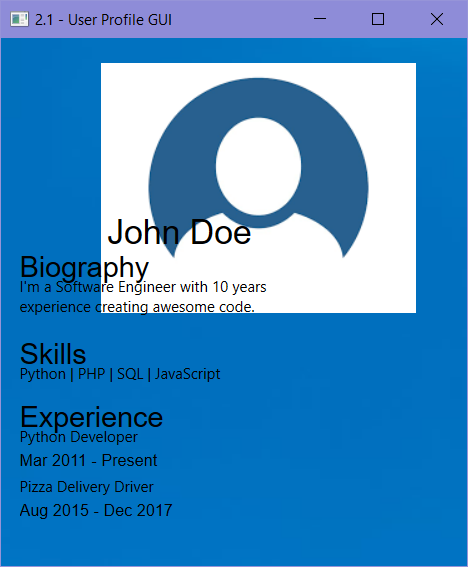 2.1 - User Profile GUI
John Doe
Biography
I'm a Software Engineer with 10 years
experience creating awesome code.
Skills
Python | PHP | SQL | JavaScript
Experience
Python Developer
Mar 2011 - Present
Pizza Delivery Driver
Aug 2015 - Dec 2017